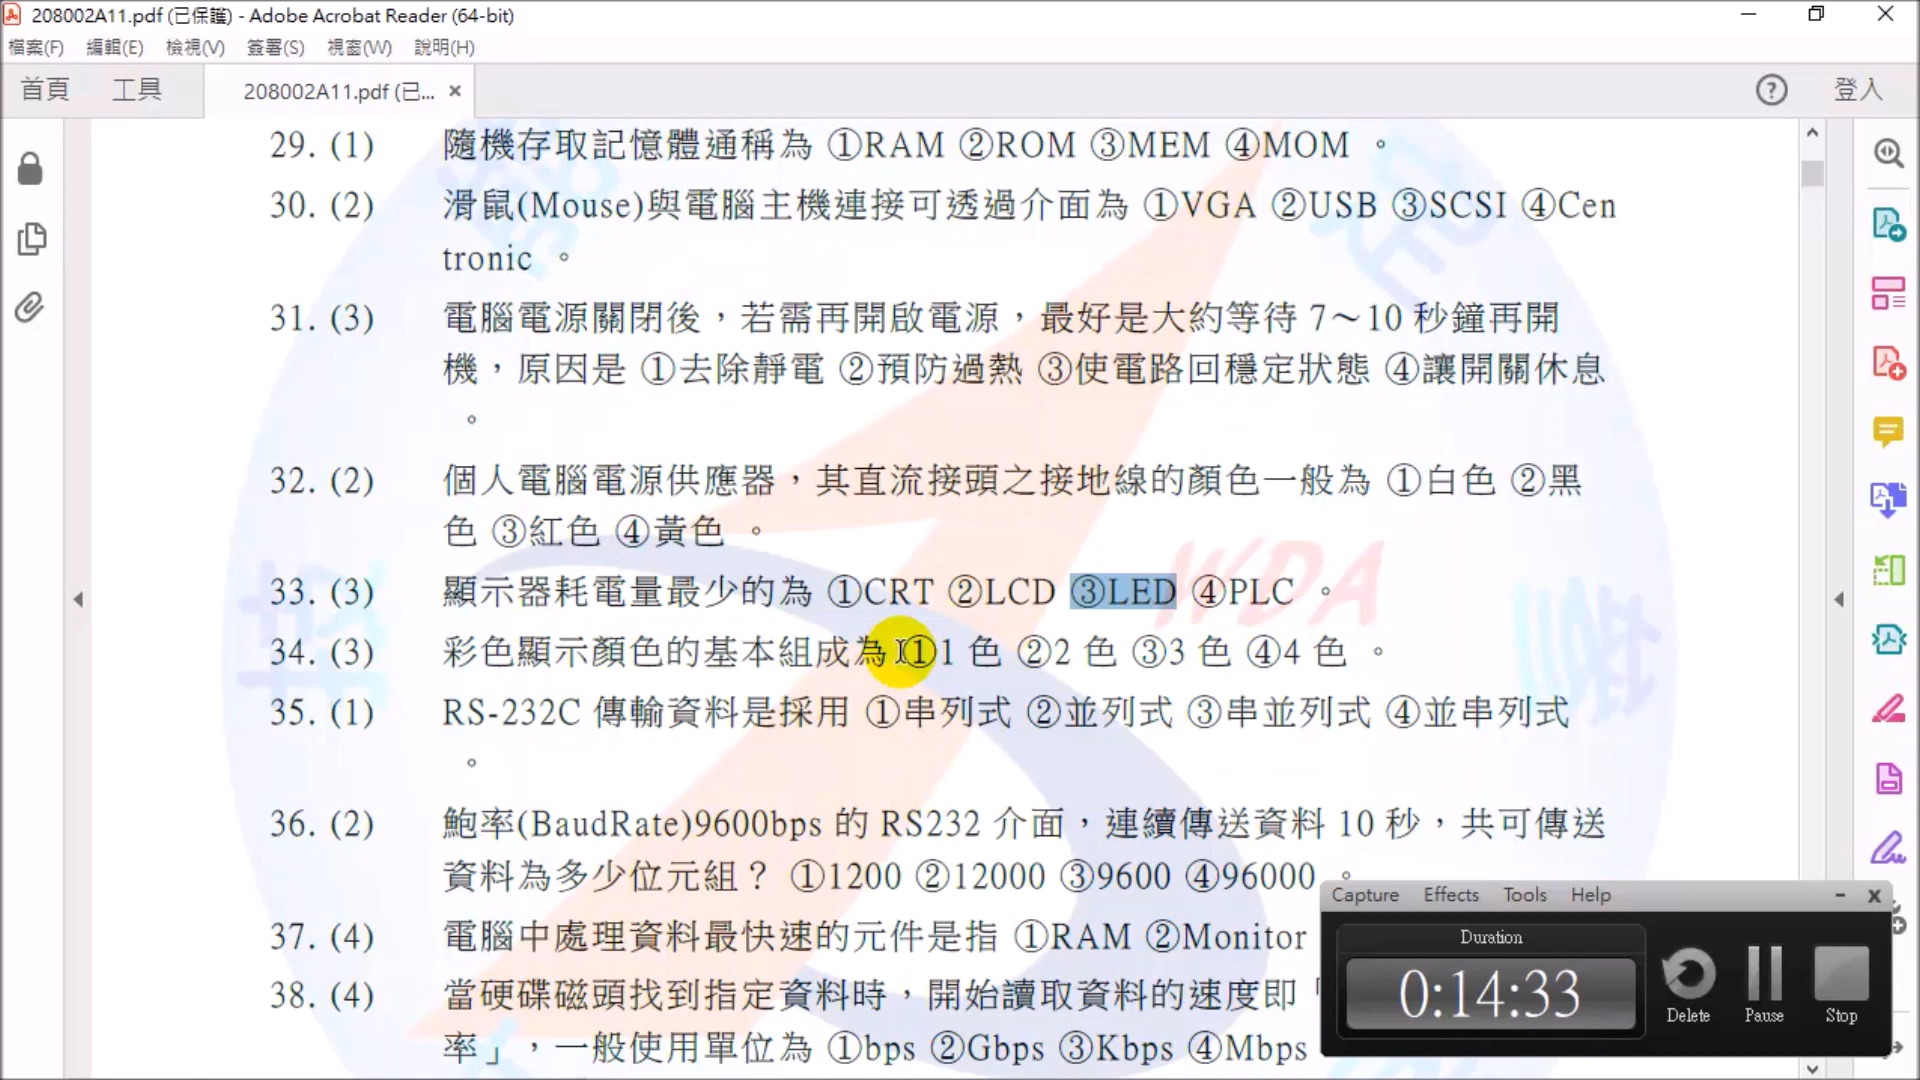 208002A11.pdf (已保護) - Adobe Acrobat Reader (64-bit)
檔案(F) 編輯(E) 檢視(V) 簽署(S) 視窗(W) 說明(H)
首頁 工具 208002A11.pdf (已... × 登入
29. (1) 隨機存取記憶體通稱為 ①RAM ②ROM ③MEM ④MOM 。
30. (2) 滑鼠(Mouse)與電腦主機連接可透過介面為 ①VGA ②USB ③SCSI ④Cen
tronic 。
31. (3) 電腦電源關閉後，若需再開啟電源，最好是大約等待 7～10 秒鐘再開
機，原因是 ①去除靜電 ②預防過熱 ③使電路回穩定狀態 ④讓開關休息
。
32. (2) 個人電腦電源供應器，其直流接頭之接地線的顏色一般為 ①白色 ②黑
色 ③紅色 ④黃色 。
33. (3) 顯示器耗電量最少的為 ①CRT ②LCD ③LED ④PLC 。
WDA
34. (3) 彩色顯示顏色的基本組成為 ①1 色 ②2 色 ③3 色 ④4 色 。
35. (1) RS-232C 傳輸資料是採用 ①串列式 ②並列式 ③串並列式 ④並串列式
。
36. (2) 鮑率(BaudRate)9600bps 的 RS232 介面，連續傳送資料 10 秒，共可傳送
資料為多少位元組？ ①1200 ②12000 ③9600 ④96000 。
37. (4) 電腦中處理資料最快速的元件是指 ①RAM ②Monitor
38. (4) 當硬碟磁頭找到指定資料時，開始讀取資料的速度即「
率」，一般使用單位為 ①bps ②Gbps ③Kbps ④Mbps
Capture Effects Tools Help
Duration
0:14:33
Delete Pause Stop